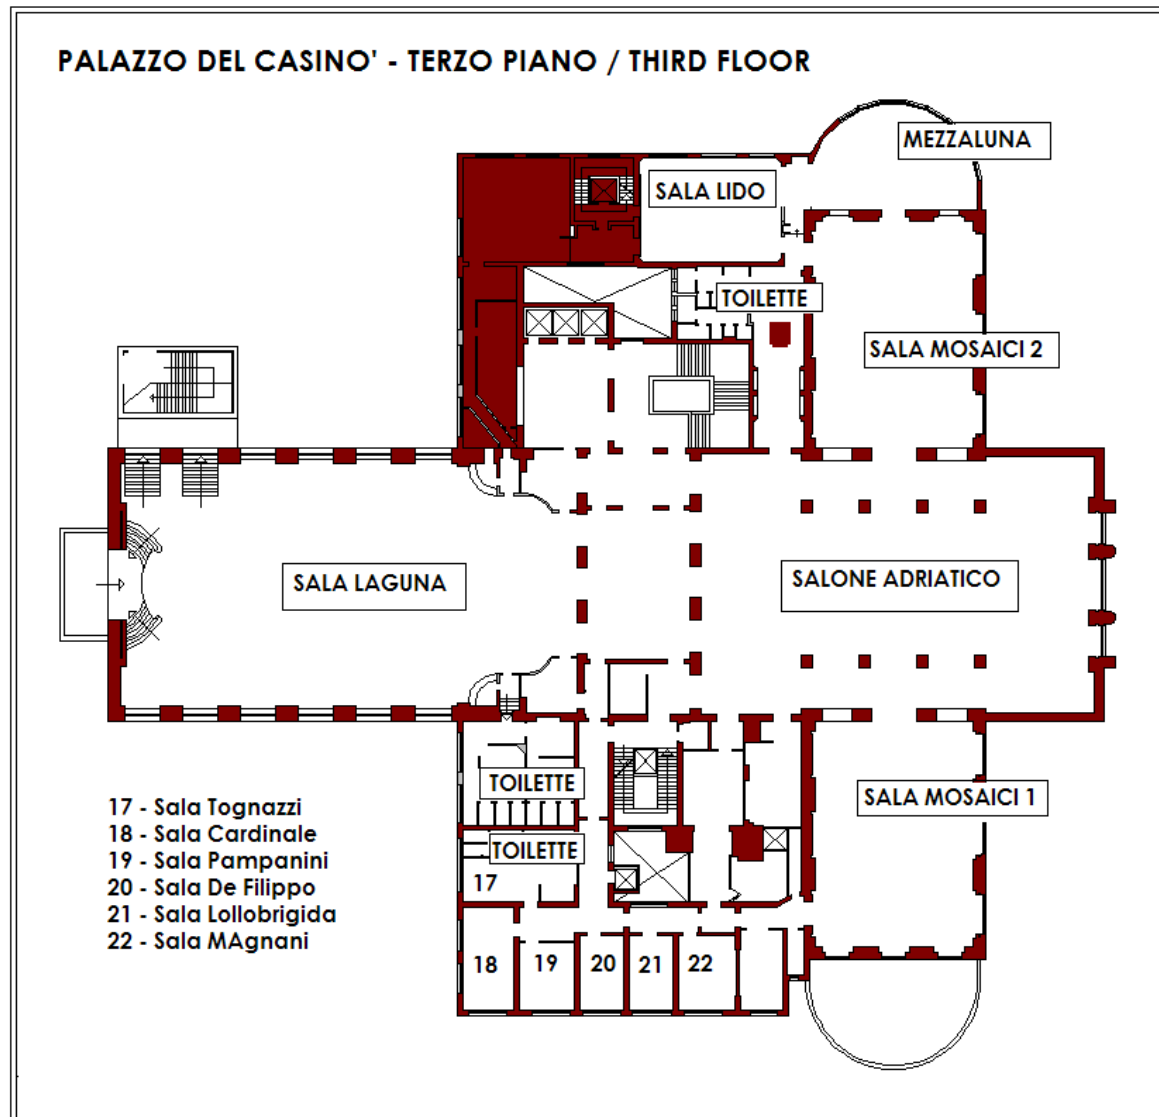 PALAZZO DEL CASINO' - TERZO PIANO / THIRD FLOOR
MEZZALUNA
SALA LIDO
TOILETTE
SALA MOSAICI 2
SALA LAGUNA
SALONE ADRIATICO
TOILETTE
SALA MOSAICI 1
TOILETTE
17
17 - Sala Tognazzi
18 - Sala Cardinale
19 - Sala Pampanini
20 - Sala De Filippo
21 - Sala Lollobrigida
22 - Sala MAgnani
18
19
20
21
22